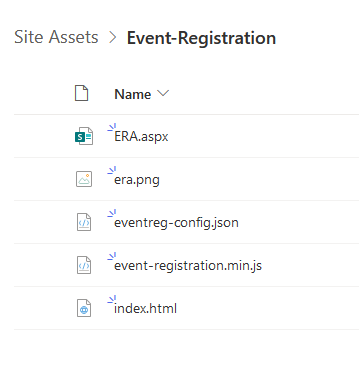 Site Assets > Event-Registration
Name
ERA.aspx
era.png
eventreg-config.json
event-registration.min.js
index.html